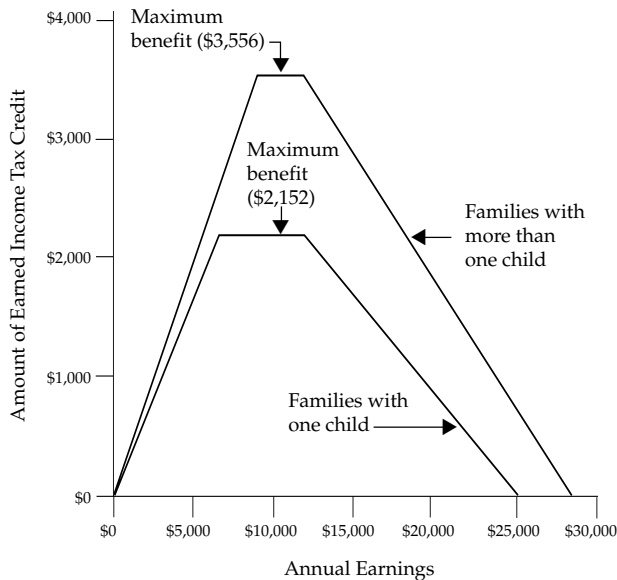 $4,000
Maximum
benefit ($3,556)
$3,000
Maximum
benefit
($2,152)
Families with
more than
one child
$2,000
$1,000
Families with
one child
$0
$0 $5,000 $10,000 $15,000 $20,000 $25,000 $30,000
Annual Earnings
Amount of Earned Income Tax Credit